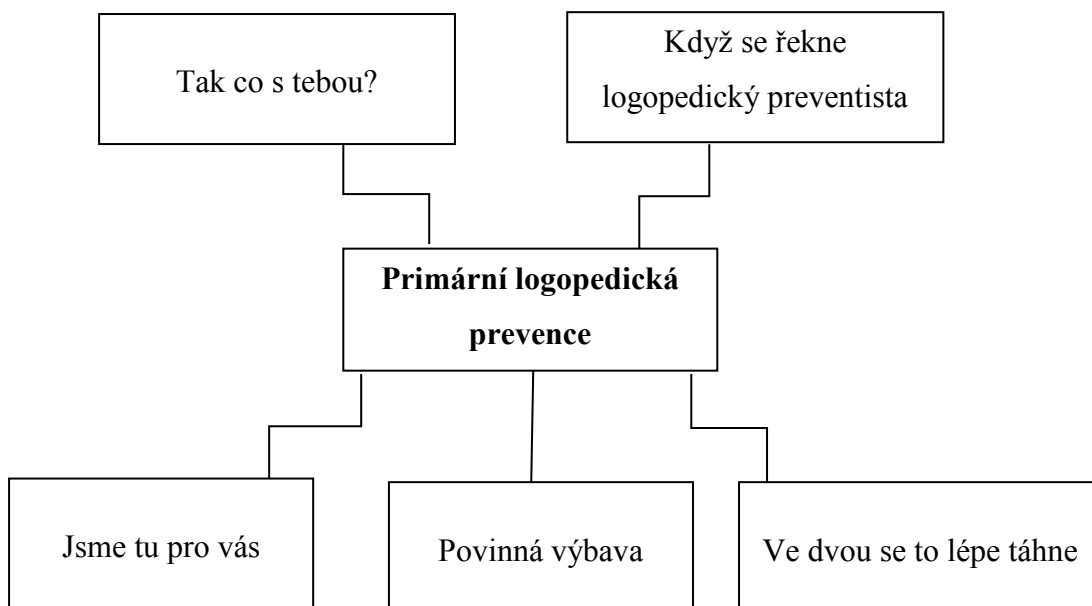 Tak co s tebou?
Když se řekne
logopedický preventista
Primární logopedická
prevence
Jsme tu pro vás
Povinná výbava
Ve dvou se to lépe táhne